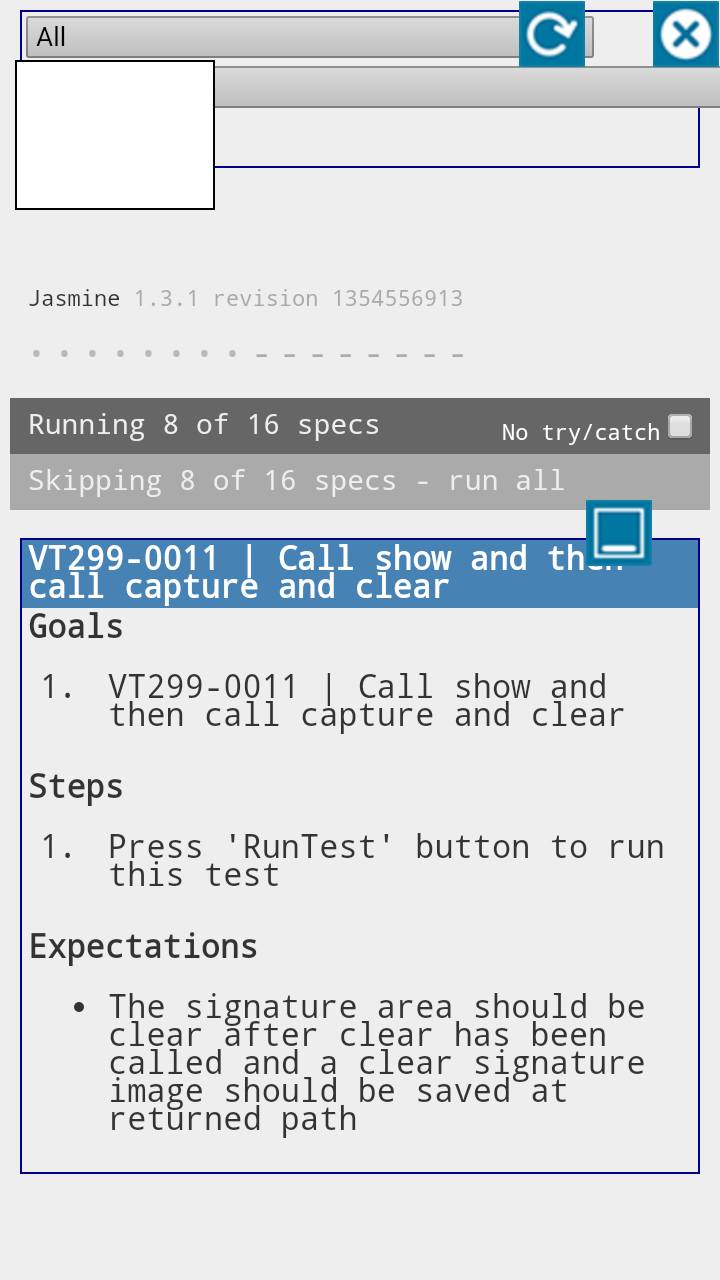 All
Jasmine 1.3.1 revision 1354556913
Running 8 of 16 specs
No try/catch
Skipping 8 of 16 specs - run all
VT299-0011 | Call show and then
call capture and clear
Goals
1. VT299-0011 | Call show and
then call capture and clear
Steps
1. Press 'RunTest' button to run
this test
Expectations
• The signature area should be
clear after clear has been
called and a clear signature
image should be saved at
returned path